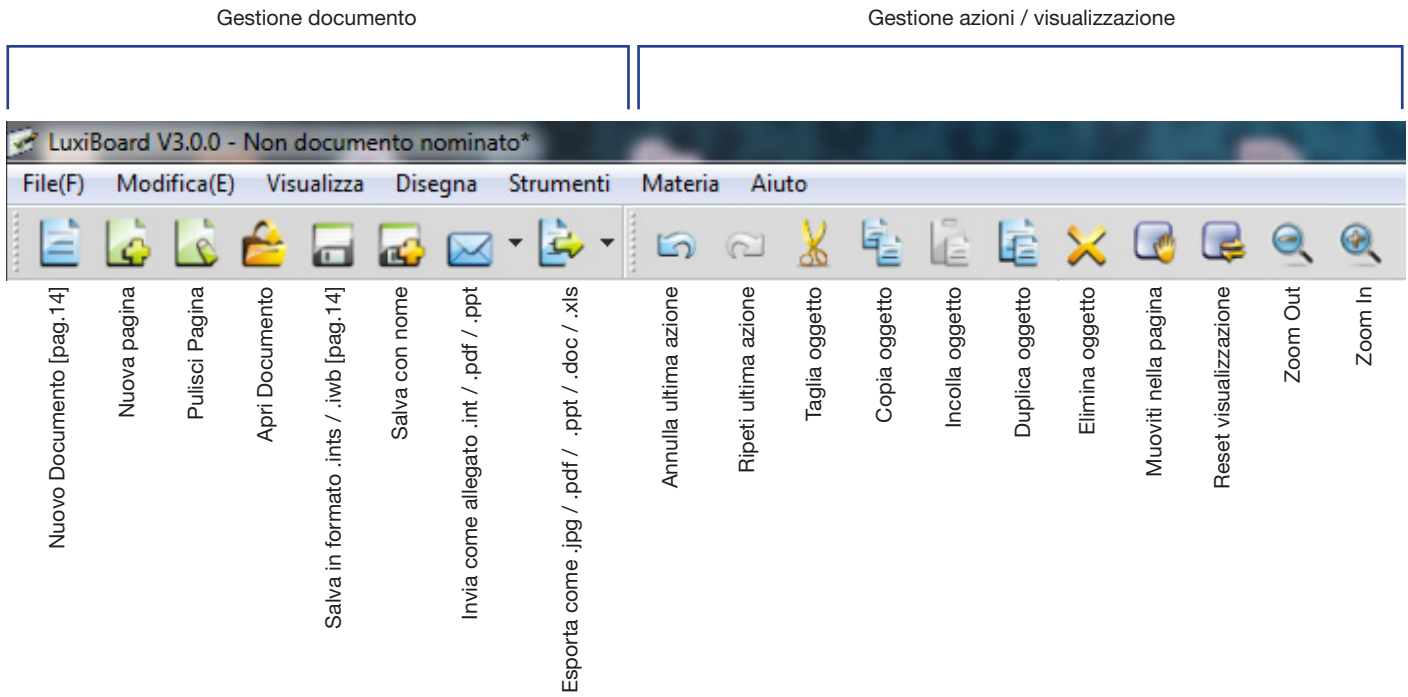 Gestione documento
Gestione azioni / visualizzazione
LuxiBoard V3.0.0 - Non documento nominato*
File(F) Modifica(E) Visualizza Disegna Strumenti Materia Aiuto
Nuovo Documento [pag.14]
Nuova pagina
Pulisci Pagina
Apri Documento
Salva in formato .ints / .iwb [pag.14]
Salva con nome
Invia come allegato .int / .pdf / .ppt
Esporta come .jpg / .pdf / .ppt / .doc / .xls
Annulla ultima azione
Ripeti ultima azione
Taglia oggetto
Copia oggetto
Incolla oggetto
Duplica oggetto
Elimina oggetto
Muoviti nella pagina
Reset visualizzazione
Zoom Out
Zoom In